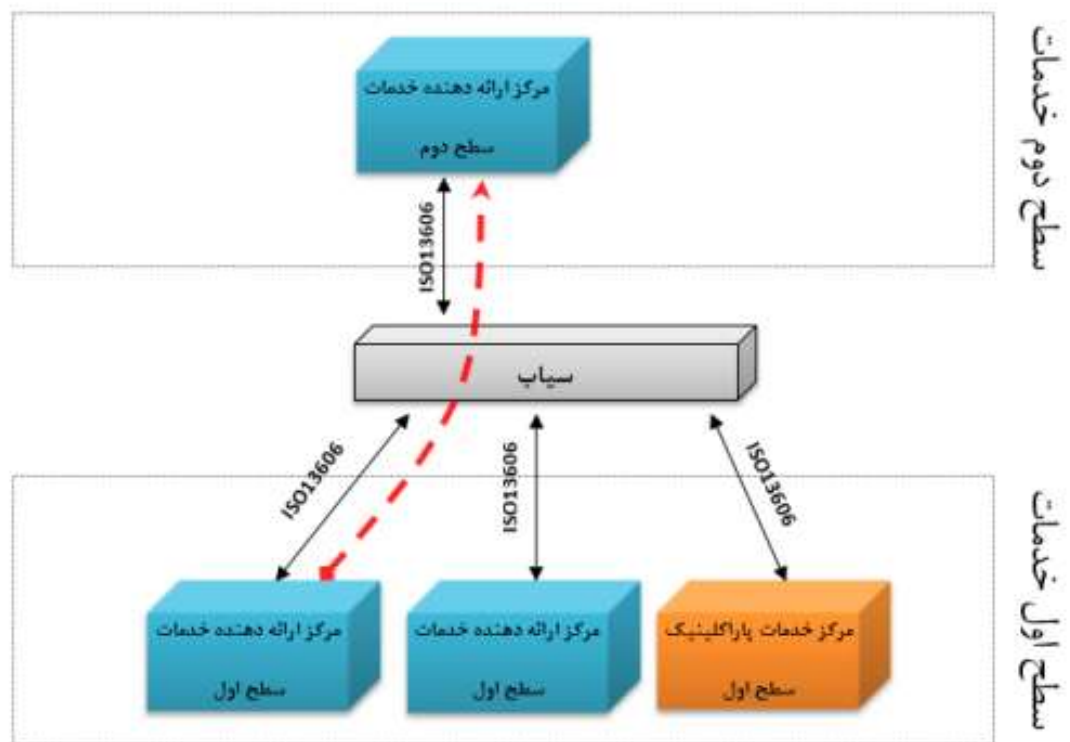 سطح دوم خدمات
مرکز ارائه دهنده خدمات
سطح دوم
ISO13606
سیاب
ISO13606
ISO13606
ISO13606
سطح اول خدمات
مرکز خدمات پاراکلینیک
سطح اول
مرکز ارائه دهنده خدمات
سطح اول
مرکز ارائه دهنده خدمات
سطح اول